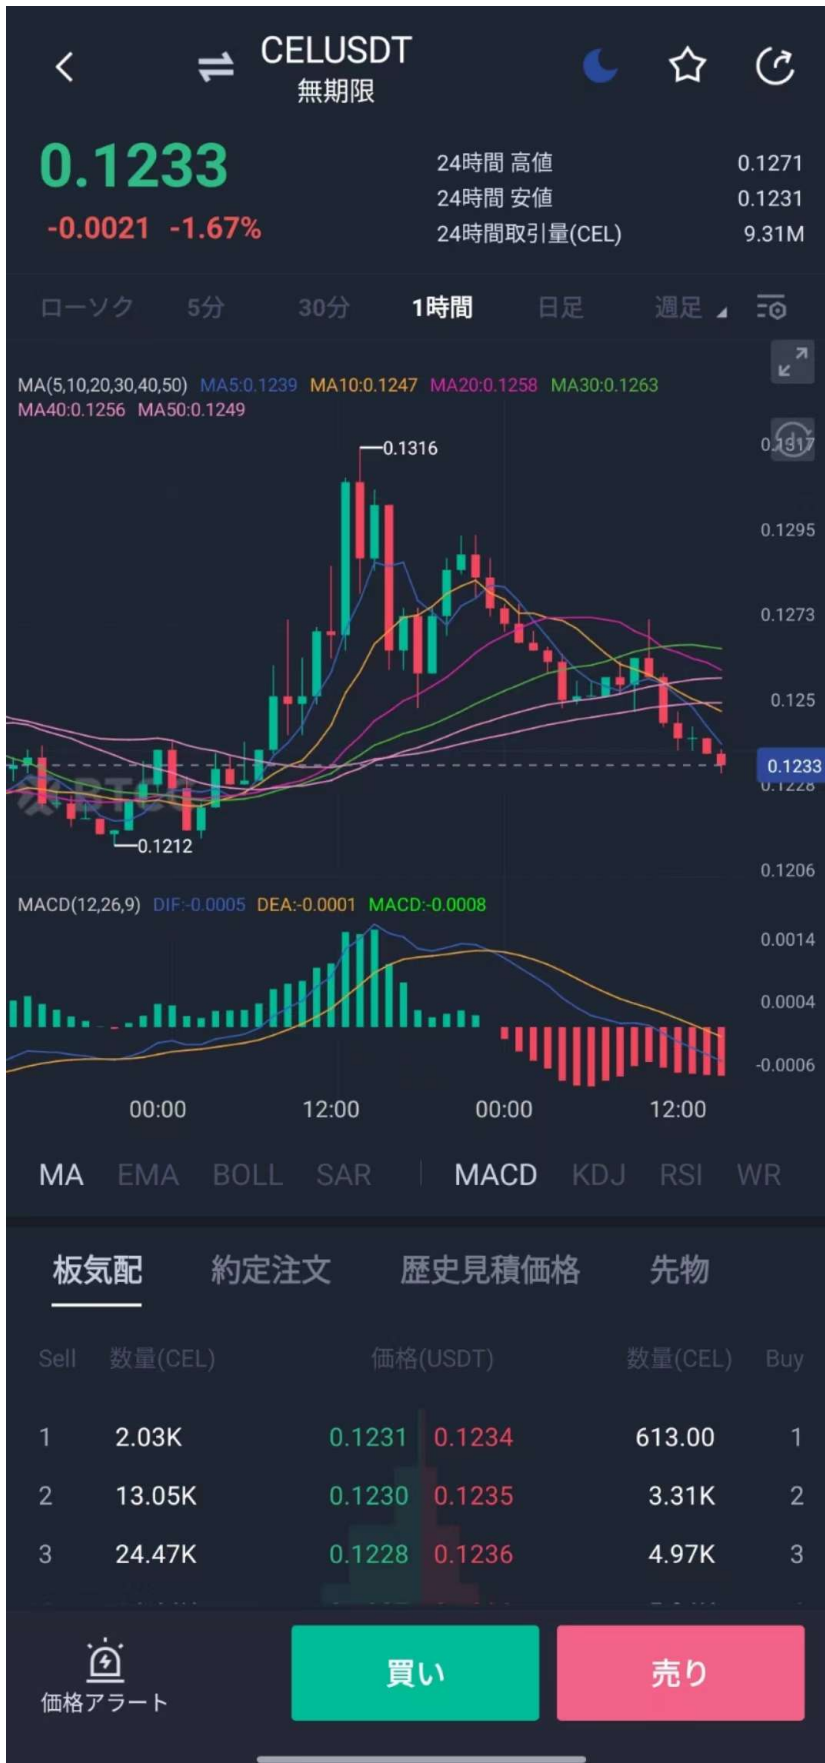 CELUSDT
無期限
0.1233
-0.0021 -1.67%
24時間 高値 0.1271
24時間 安値 0.1231
24時間取引量(CEL) 9.31M
ローソク 5分 30分 1時間 日足 週足
MA(5,10,20,30,40,50) MA5:0.1239 MA10:0.1247 MA20:0.1258 MA30:0.1263
MA40:0.1256 MA50:0.1249
0.1316
0.1317
0.1295
0.1273
0.125
0.1233
0.1228
BTCC
0.1212
0.1206
MACD(12,26,9) DIF:-0.0005 DEA:-0.0001 MACD:-0.0008
0.0014
0.0004
-0.0006
00:00 12:00 00:00 12:00
MA EMA BOLL SAR MACD KDJ RSI WR
板気配 約定注文 歴史見積価格 先物
Sell 数量(CEL) 価格(USDT) 数量(CEL) Buy
1 2.03K 0.1231 0.1234 613.00 1
2 13.05K 0.1230 0.1235 3.31K 2
3 24.47K 0.1228 0.1236 4.97K 3
価格アラート
買い
売り